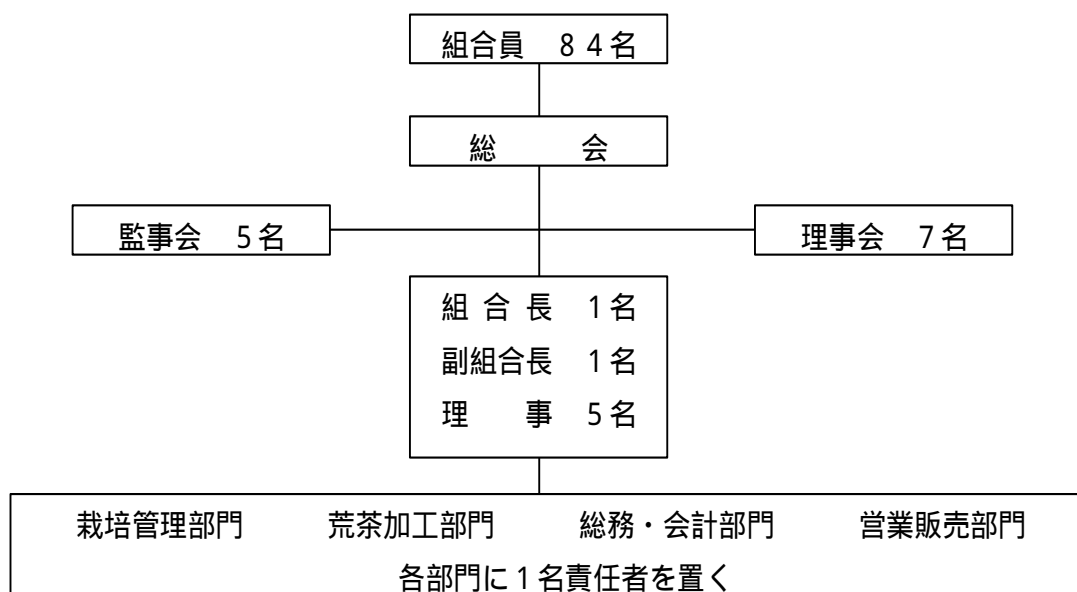 組合員　８４名
総　　会
監事会　５名
理事会　７名
組 合 長　１名
副組合長　１名
理　　事　５名
栽培管理部門　　荒茶加工部門　　総務・会計部門　　営業販売部門
各部門に１名責任者を置く